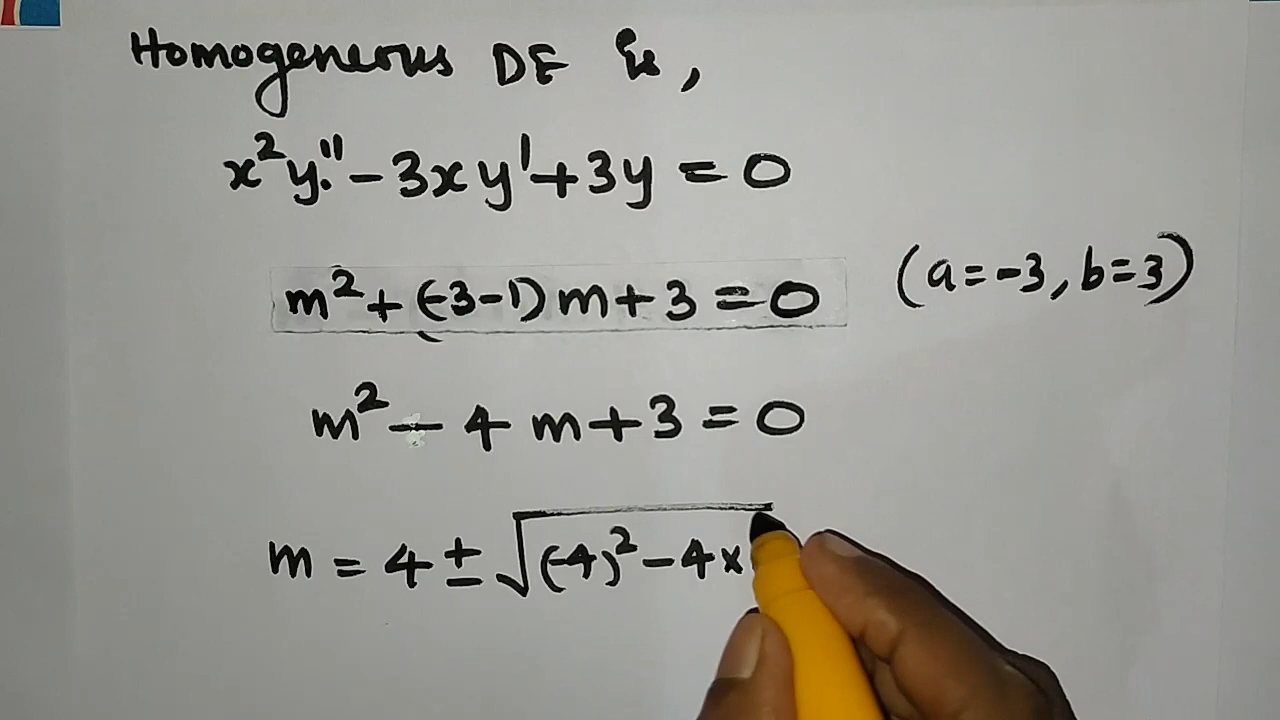 Homogeneous DE is,
x²y'' - 3xy' + 3y = 0
m² + (-3-1)m + 3 = 0 (a=-3, b=3)
m² - 4m + 3 = 0
m = 4 ± √(-4)² - 4x